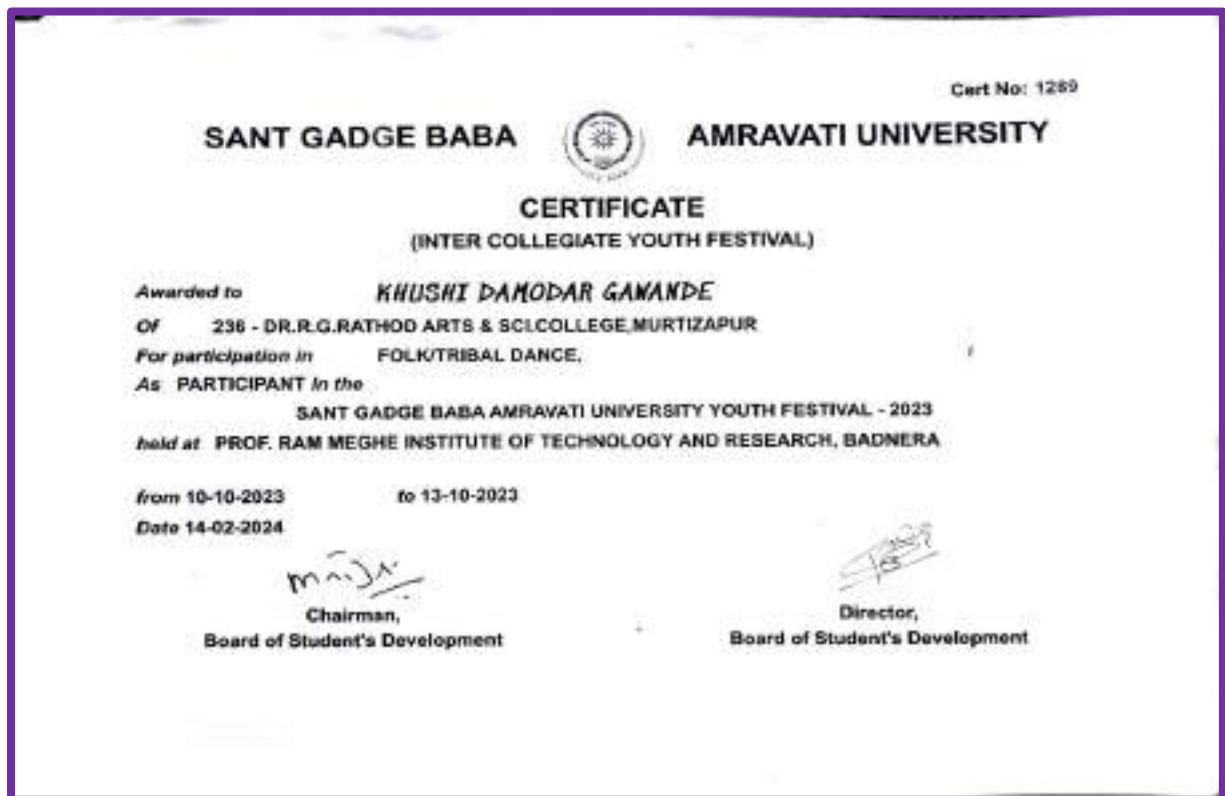 Cert No: 1289
SANT GADGE BABA AMRAVATI UNIVERSITY
CERTIFICATE
(INTER COLLEGIATE YOUTH FESTIVAL)
Awarded to KHUSHI DAMODAR GAWANDE
Of 236 - DR.R.G.RATHOD ARTS & SCI.COLLEGE,MURTIZAPUR
For participation in FOLK/TRIBAL DANCE,
As PARTICIPANT In the
SANT GADGE BABA AMRAVATI UNIVERSITY YOUTH FESTIVAL - 2023
held at PROF. RAM MEGHE INSTITUTE OF TECHNOLOGY AND RESEARCH, BADNERA
from 10-10-2023 to 13-10-2023
Date 14-02-2024
Chairman, Director,
Board of Student's Development Board of Student's Development